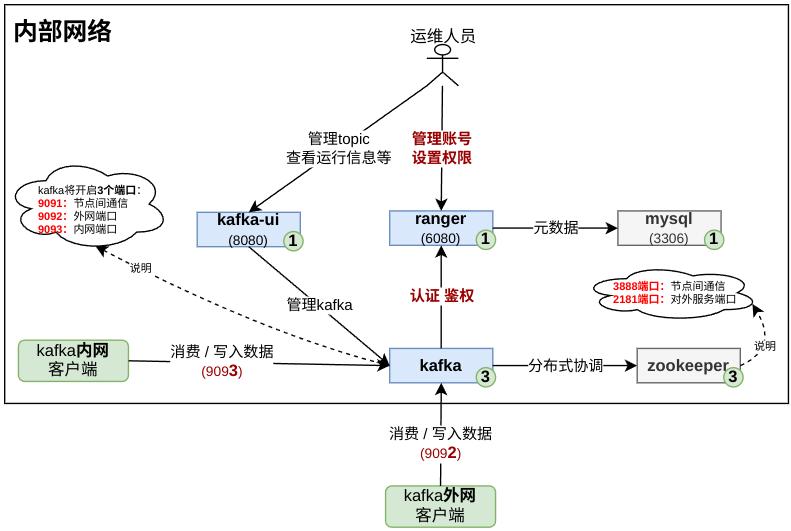 内部网络
运维人员
管理topic
查看运行信息等
管理账号
设置权限
kafka将开启3个端口：
9091：节点间通信
9092：外网端口
9093：内网端口
kafka-ui
(8080)
1
ranger
(6080)
1
元数据
mysql
(3306)
1
说明
3888端口：节点间通信
2181端口：对外服务端口
管理kafka
认证 鉴权
说明
kafka内网
客户端
消费 / 写入数据
(9093)
kafka
3
分布式协调
zookeeper
3
消费 / 写入数据
(9092)
kafka外网
客户端